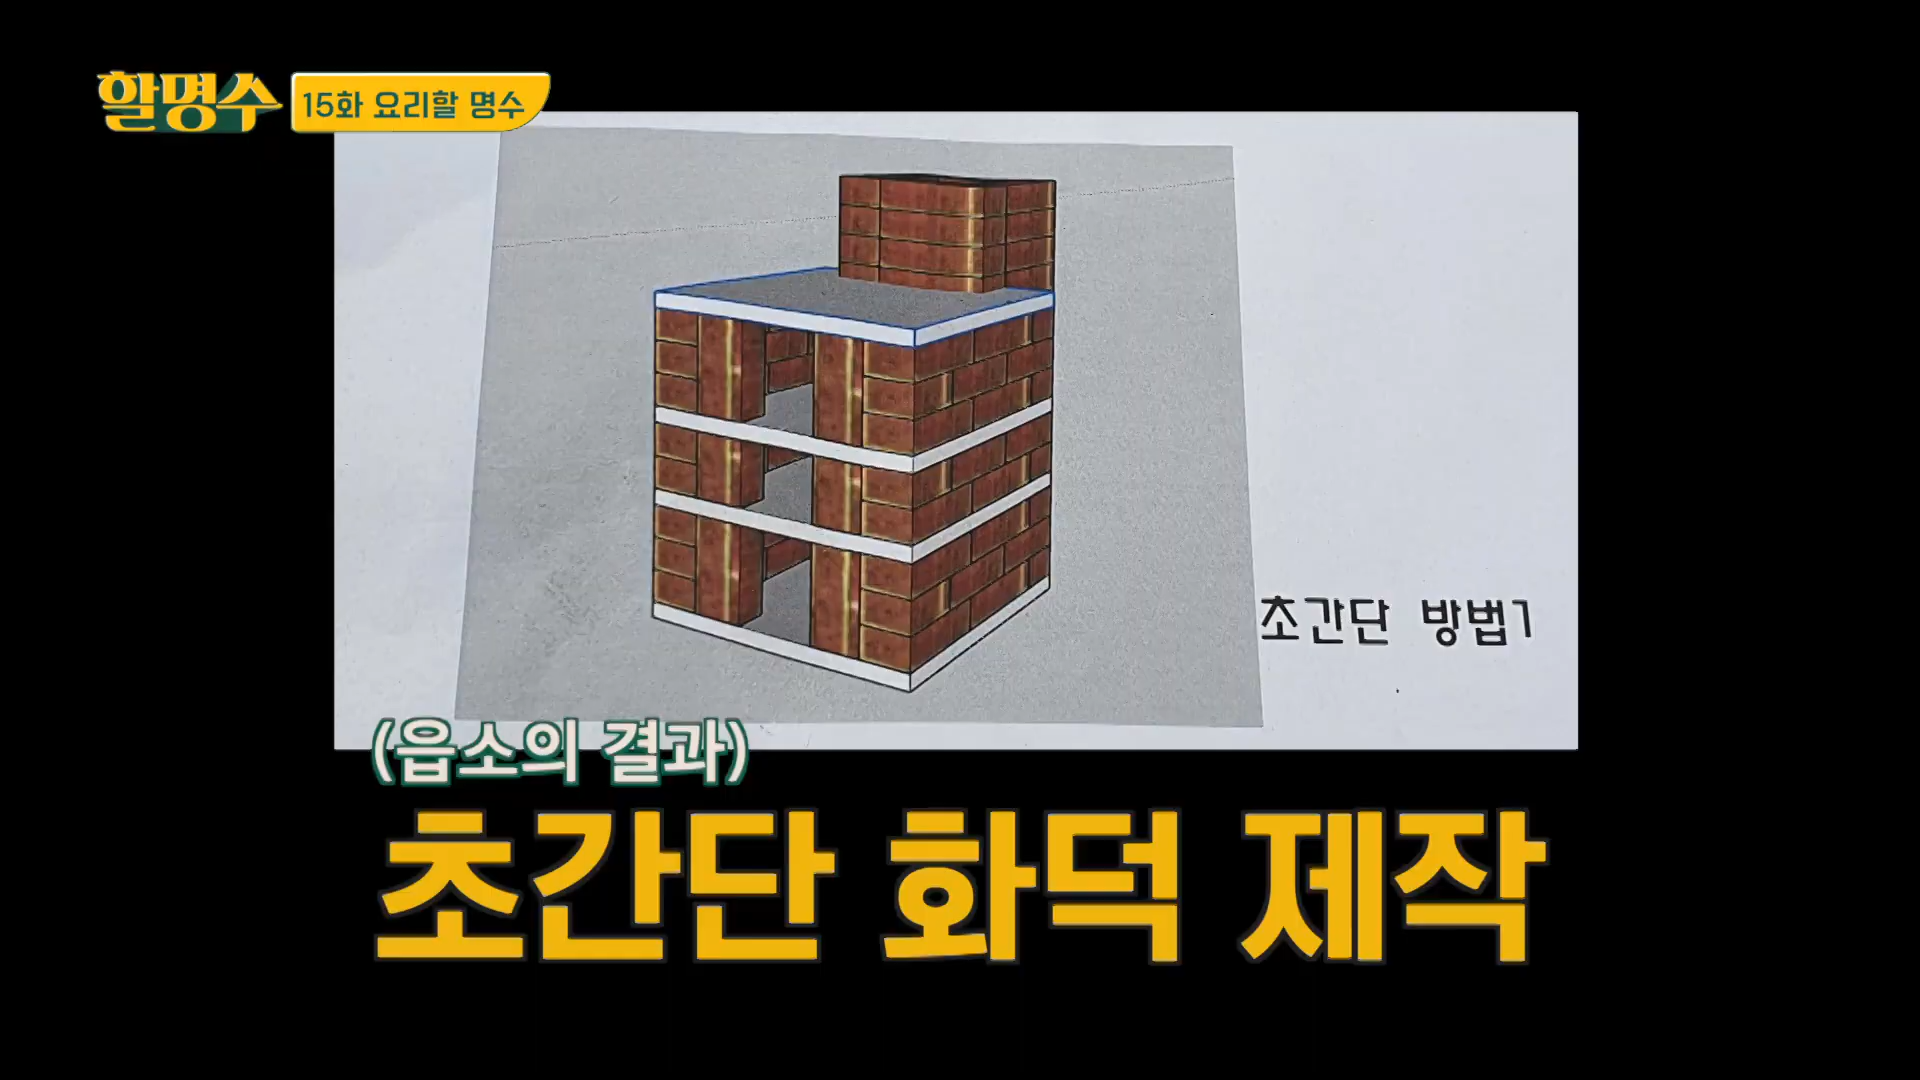 할명수
15화 요리할 명수
초간단 방법1
(읍소의 결과)
초간단 화덕 제작